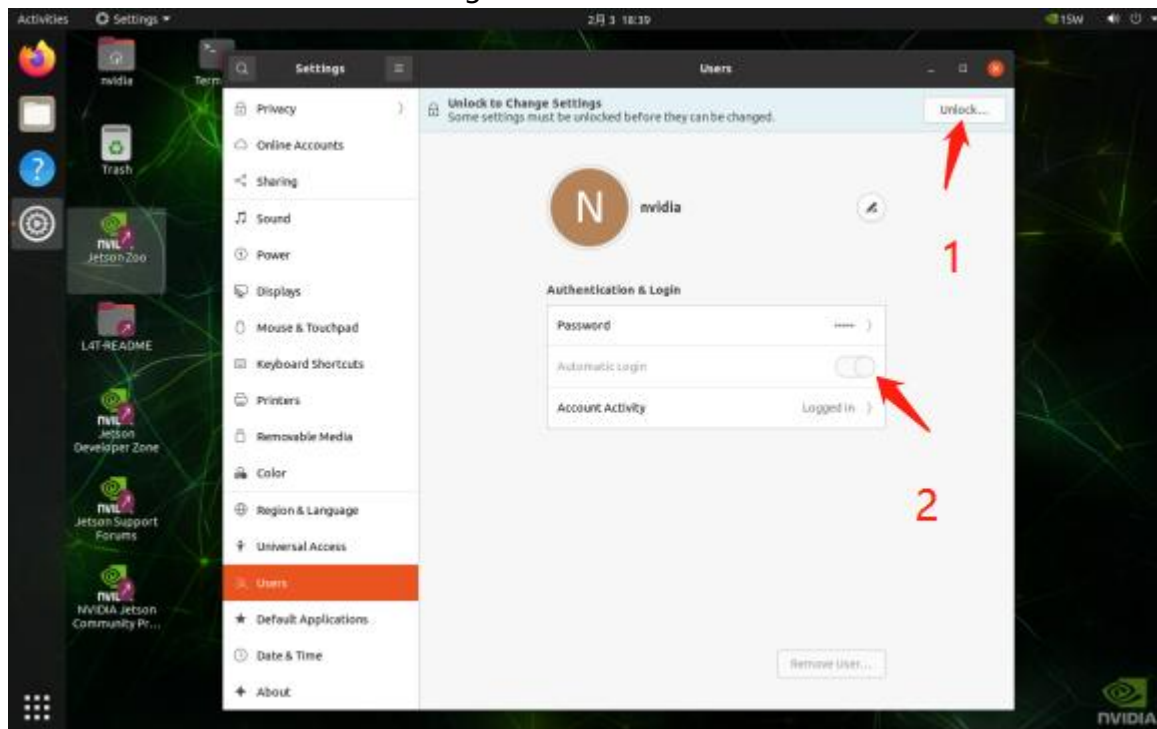 Activities
Settings
2月 3 18:39
15W
nvidia
Term
Trash
Jetson Zoo
L4T-README
Jetson
Developer Zone
Jetson Support
Forums
NVIDIA Jetson
Community Pr...
Settings
Users
Privacy
Online Accounts
Sharing
Sound
Power
Displays
Mouse & Touchpad
Keyboard Shortcuts
Printers
Removable Media
Color
Region & Language
Universal Access
Users
Default Applications
Date & Time
About
Unlock to Change Settings
Some settings must be unlocked before they can be changed.
Unlock...
1
N
nvidia
Authentication & Login
Password
Automatic Login
Account Activity
Logged in
2
Remove User...
NVIDIA